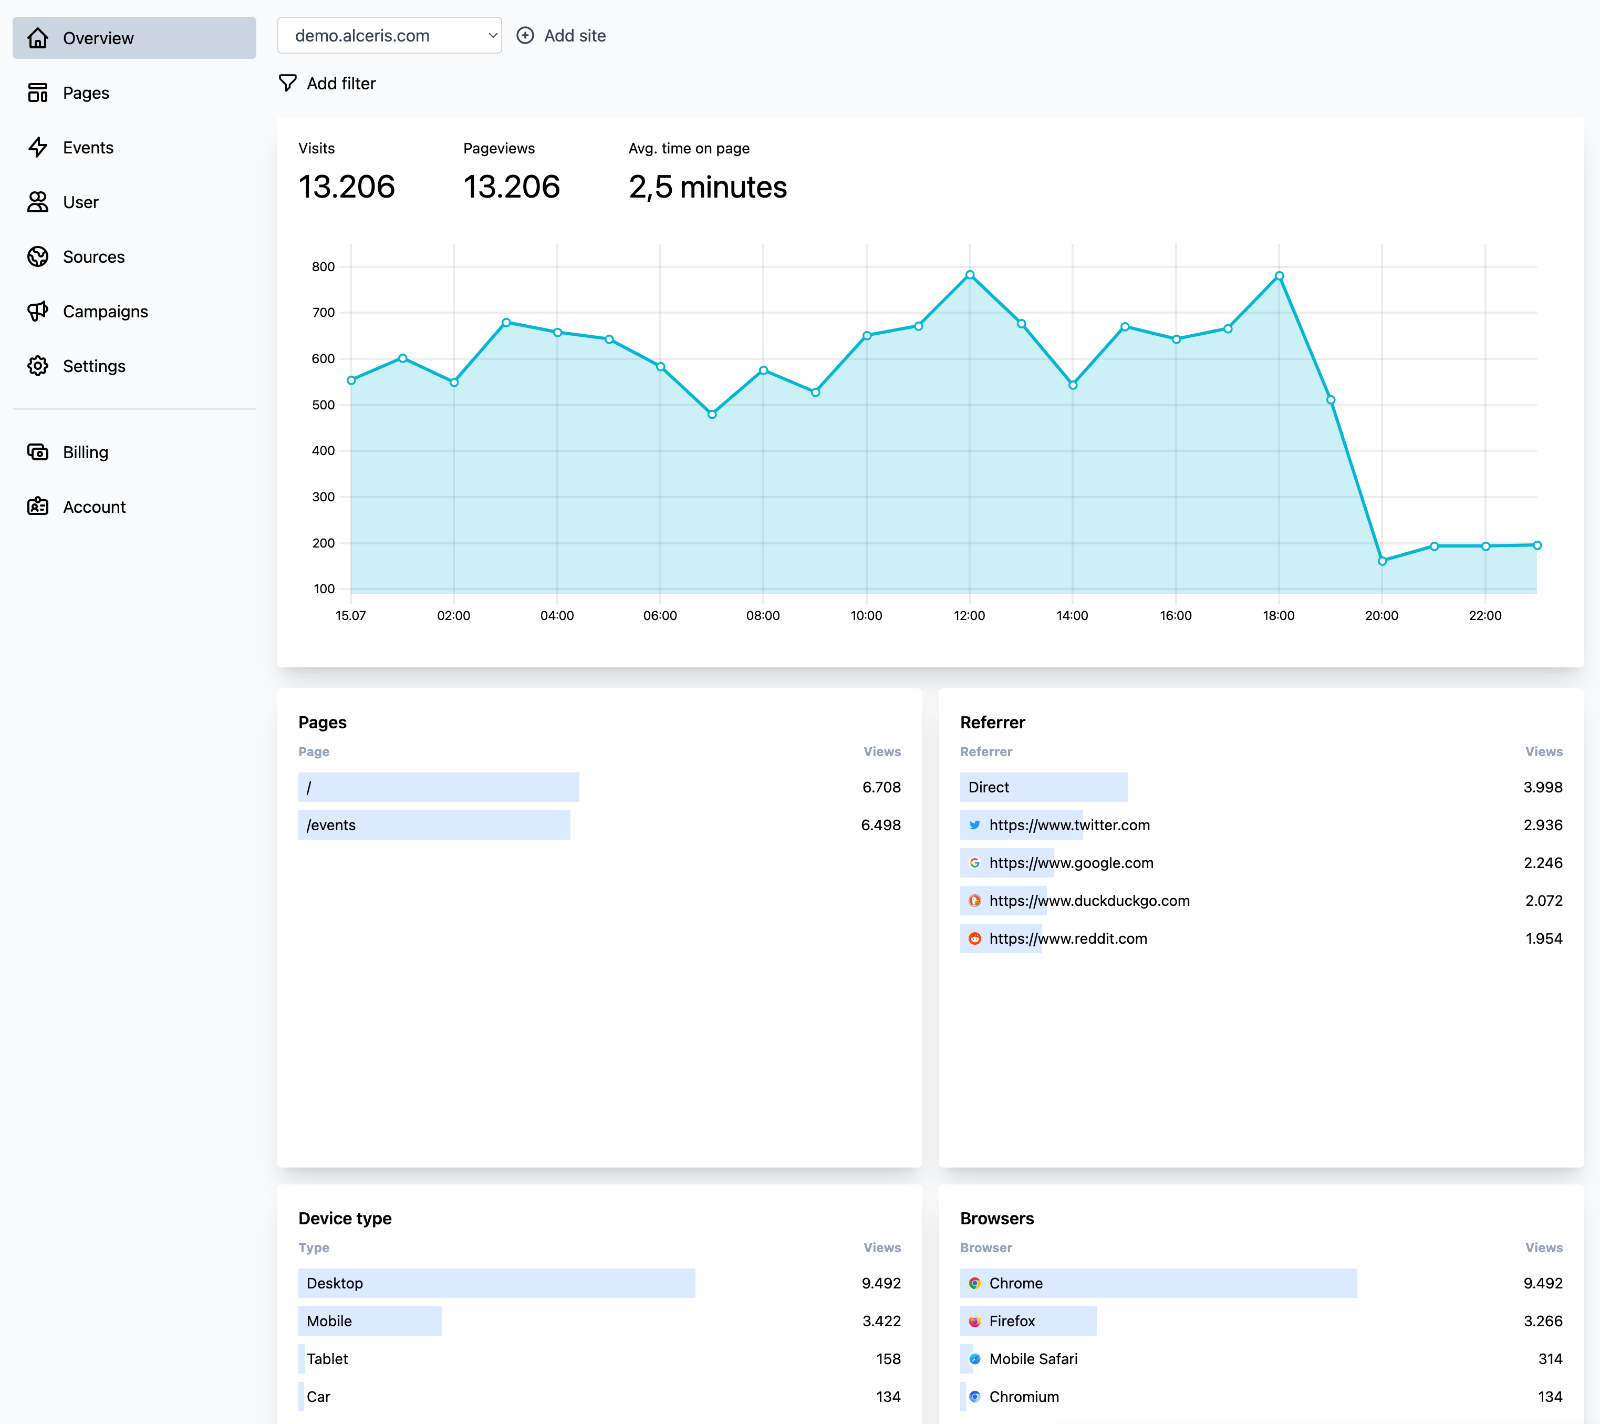 Overview
Pages
Events
User
Sources
Campaigns
Settings
Billing
Account
demo.alceris.com
Add site
Add filter
Visits Pageviews Avg. time on page
13.206 13.206 2,5 minutes
800
700
600
500
400
300
200
100
15.07 02:00 04:00 06:00 08:00 10:00 12:00 14:00 16:00 18:00 20:00 22:00
Pages
Page Views
/ 6.708
/events 6.498
Referrer
Referrer Views
Direct 3.998
https://www.twitter.com 2.936
https://www.google.com 2.246
https://www.duckduckgo.com 2.072
https://www.reddit.com 1.954
Device type
Type Views
Desktop 9.492
Mobile 3.422
Tablet 158
Car 134
Browsers
Browser Views
Chrome 9.492
Firefox 3.266
Mobile Safari 314
Chromium 134